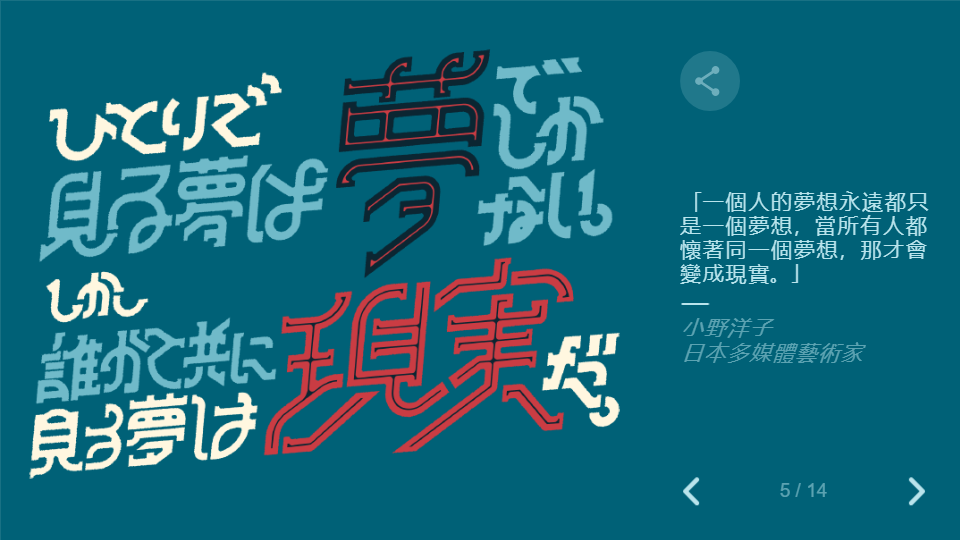 ひとりで
見る夢は
夢でしかない。
しかし
誰かと共に
見る夢は
現実だ。
「一個人的夢想永遠都只
是一個夢想，當所有人都
懷著同一個夢想，那才會
變成現實。」
—
小野洋子
日本多媒體藝術家
5 / 14